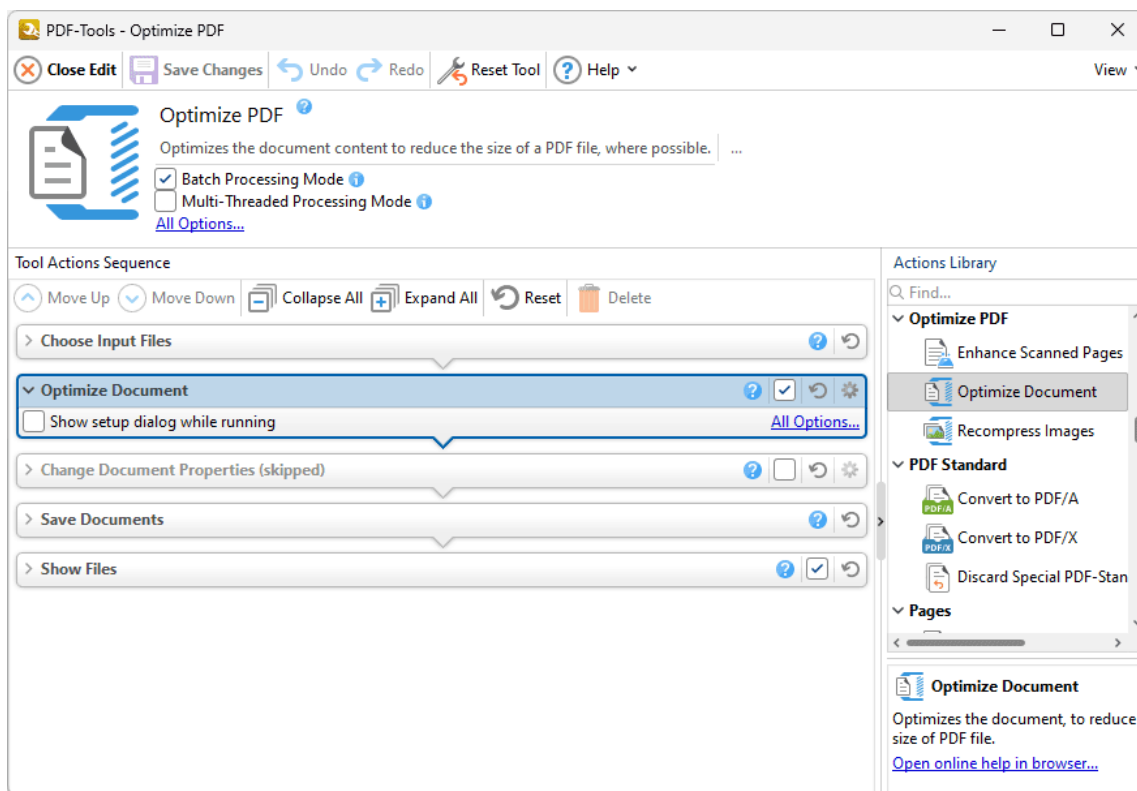 PDF-Tools - Optimize PDF
Close Edit Save Changes Undo Redo Reset Tool ? Help View
Optimize PDF ?
Optimizes the document content to reduce the size of a PDF file, where possible. ...
Batch Processing Mode i
Multi-Threaded Processing Mode i
All Options...
Tool Actions Sequence
Move Up Move Down Collapse All Expand All Reset Delete
Choose Input Files ?
Optimize Document ?
Show setup dialog while running All Options...
Change Document Properties (skipped) ?
Save Documents ?
Show Files ?
Actions Library
Find...
Optimize PDF
Enhance Scanned Pages
Optimize Document
Recompress Images
PDF Standard
PDF/A Convert to PDF/A
PDF/X Convert to PDF/X
Discard Special PDF-Stan
Pages
Optimize Document
Optimizes the document, to reduce
size of PDF file.
Open online help in browser...